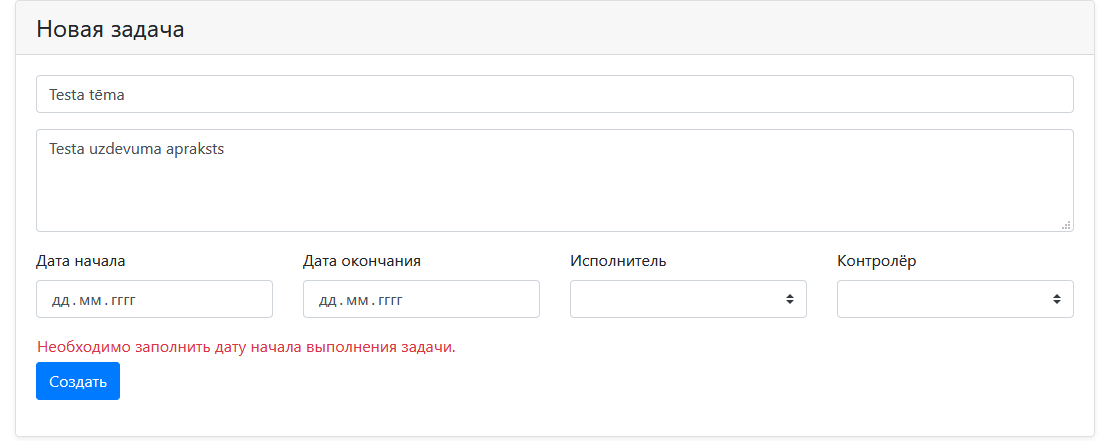 Новая задача
Testa tēma
Testa uzdevuma apraksts
Дата начала Дата окончания Исполнитель Контролёр
дд.мм.гггг дд.мм.гггг
Необходимо заполнить дату начала выполнения задачи.
Создать